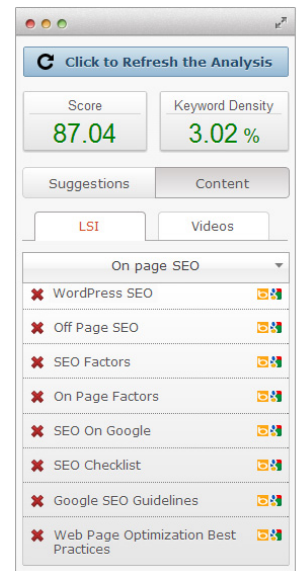 Click to Refresh the Analysis
Score
Keyword Density
87.04
3.02 %
Suggestions
Content
LSI
Videos
On page SEO
WordPress SEO
Off Page SEO
SEO Factors
On Page Factors
SEO On Google
SEO Checklist
Google SEO Guidelines
Web Page Optimization Best
Practices